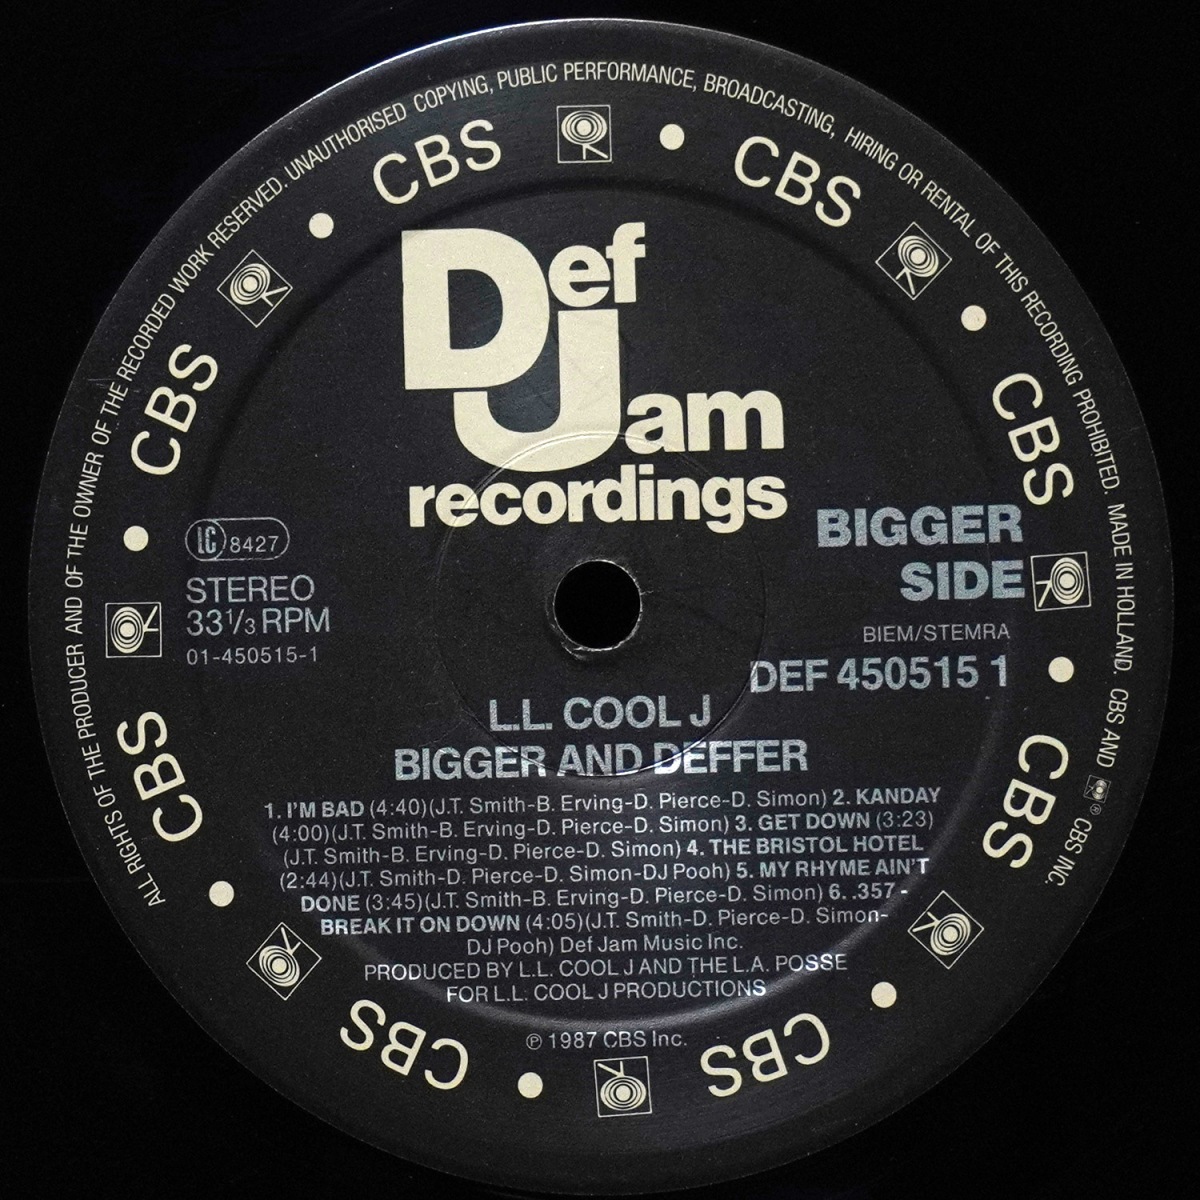 ALL RIGHTS OF THE PRODUCER AND OF THE OWNER OF THE RECORDED WORK RESERVED. UNAUTHORISED COPYING, PUBLIC PERFORMANCE, BROADCASTING, HIRING OR RENTAL OF THIS RECORDING PROHIBITED. MADE IN HOLLAND. CBS AND ® CBS INC.
CBS
CBS
CBS
CBS
CBS
CBS
CBS
CBS
Def
Jam
recordings
BIGGER
SIDE
LC 8427
STEREO
33⅓ RPM
01-450515-1
BIEM/STEMRA
DEF 450515 1
L.L. COOL J
BIGGER AND DEFFER
1. I'M BAD (4:40)(J.T. Smith-B. Erving-D. Pierce-D. Simon) 2. KANDAY
(4:00)(J.T. Smith-B. Erving-D. Pierce-D. Simon) 3. GET DOWN (3:23)
(J.T. Smith-B. Erving-D. Pierce-D. Simon) 4. THE BRISTOL HOTEL
(2:44)(J.T. Smith-D. Pierce-D. Simon-DJ Pooh) 5. MY RHYME AIN'T
DONE (3:45)(J.T. Smith-B. Erving-D. Pierce-D. Simon) 6. .357 -
BREAK IT ON DOWN (4:05)(J.T. Smith-D. Pierce-D. Simon-
DJ Pooh) Def Jam Music Inc.
PRODUCED BY L.L. COOL J AND THE L.A. POSSE
FOR L.L. COOL J PRODUCTIONS
℗ 1987 CBS Inc.